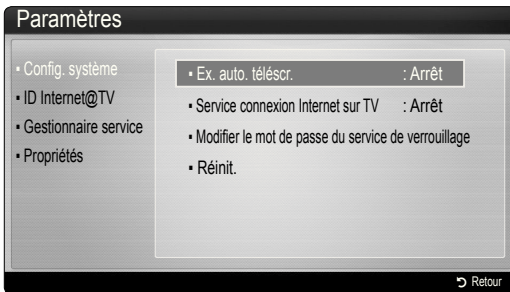 Paramètres
▪ Config. système
▪ ID Internet@TV
▪ Gestionnaire service
▪ Propriétés
▪ Ex. auto. téléscr. : Arrêt
▪ Service connexion Internet sur TV : Arrêt
▪ Modifier le mot de passe du service de verrouillage
▪ Réinit.
Retour